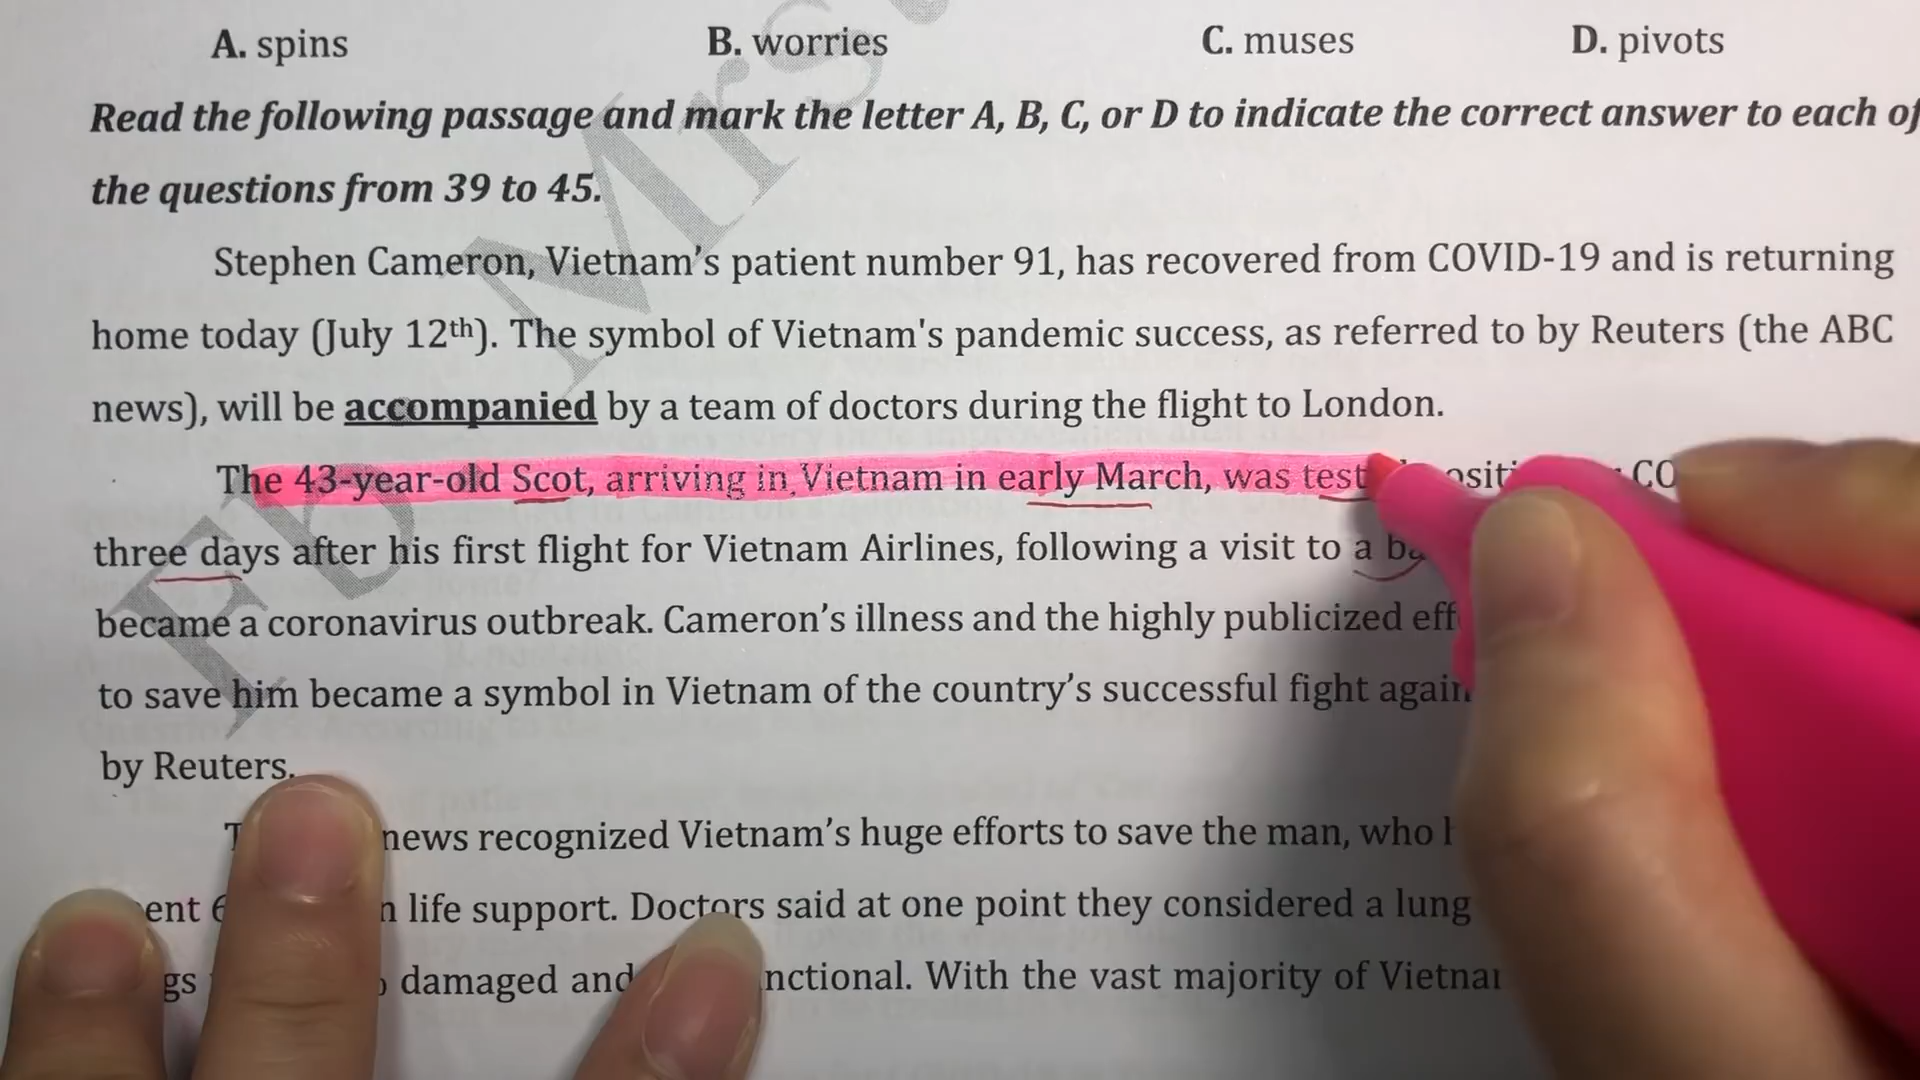 A. spins B. worries C. muses D. pivots
Read the following passage and mark the letter A, B, C, or D to indicate the correct answer to each of
the questions from 39 to 45.
Stephen Cameron, Vietnam's patient number 91, has recovered from COVID-19 and is returning
home today (July 12th). The symbol of Vietnam's pandemic success, as referred to by Reuters (the ABC
news), will be accompanied by a team of doctors during the flight to London.
The 43-year-old Scot, arriving in Vietnam in early March, was test
three days after his first flight for Vietnam Airlines, following a visit to a
became a coronavirus outbreak. Cameron's illness and the highly publicized
to save him became a symbol in Vietnam of the country's successful fight
by Reuters.
news recognized Vietnam's huge efforts to save the man, who
life support. Doctors said at one point they considered a lung
damaged and With the vast majority of
FB Mrs